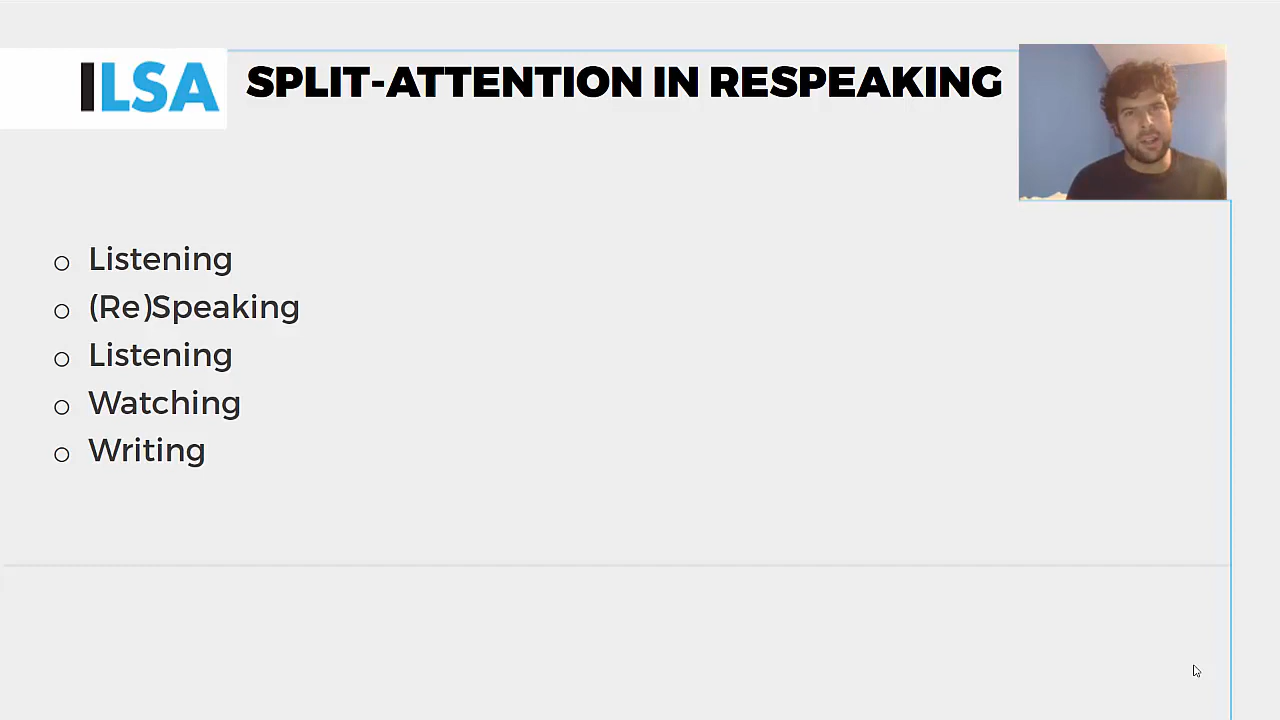 ILSA
SPLIT-ATTENTION IN RESPEAKING
Listening
(Re)Speaking
Listening
Watching
Writing